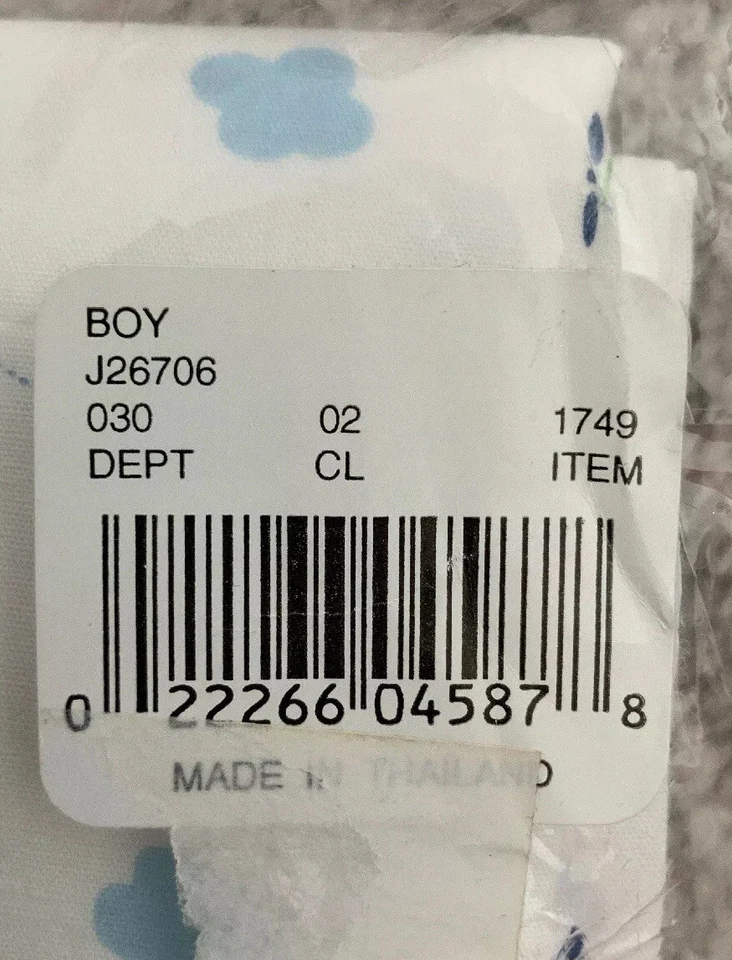 BOY
J26706
030 02 1749
DEPT CL ITEM
0 22266 04587 8
MADE IN THAILAND